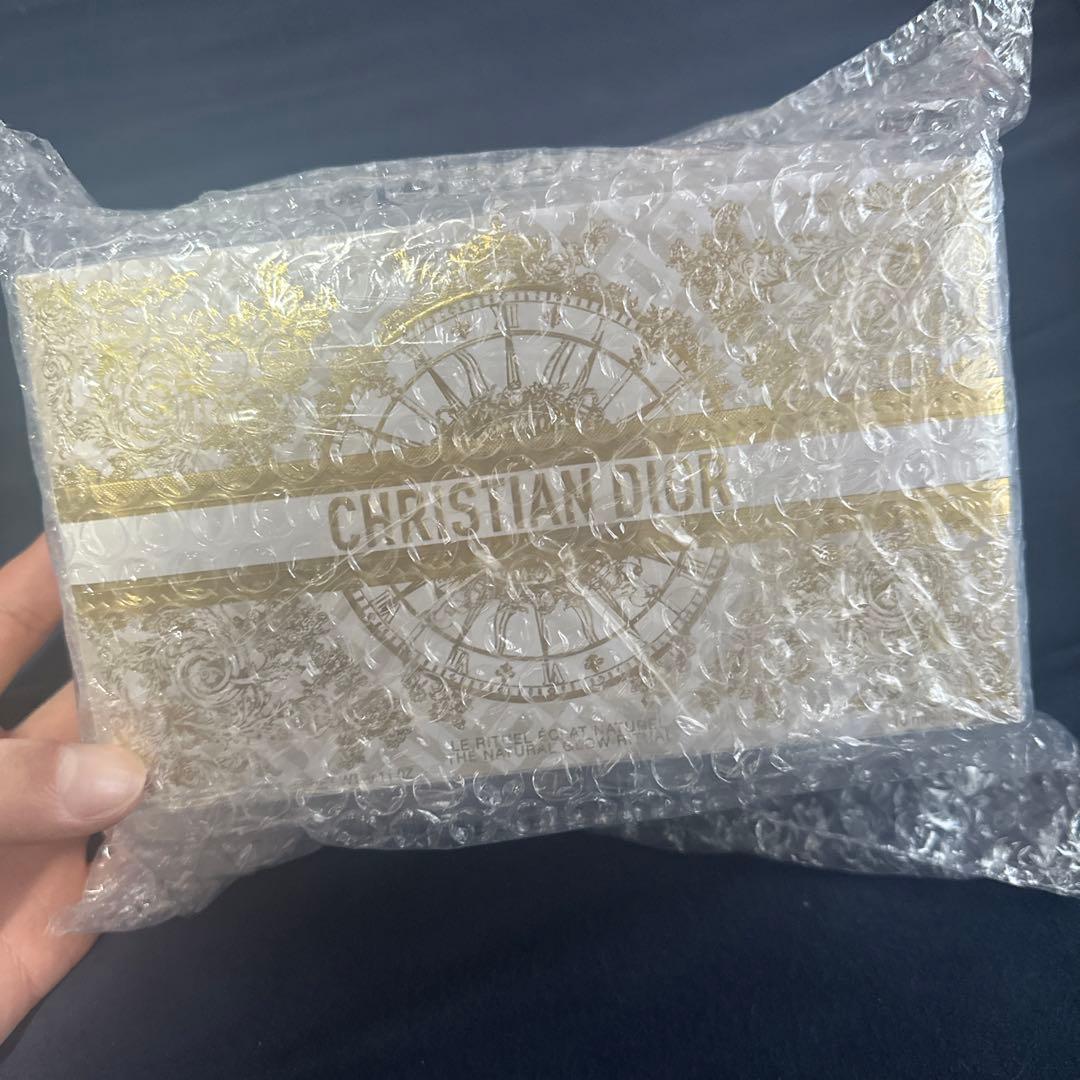 CHRISTIAN DIOR
LE RITUEL ÉCLAT NATUREL
THE NATURAL GLOW RITUAL